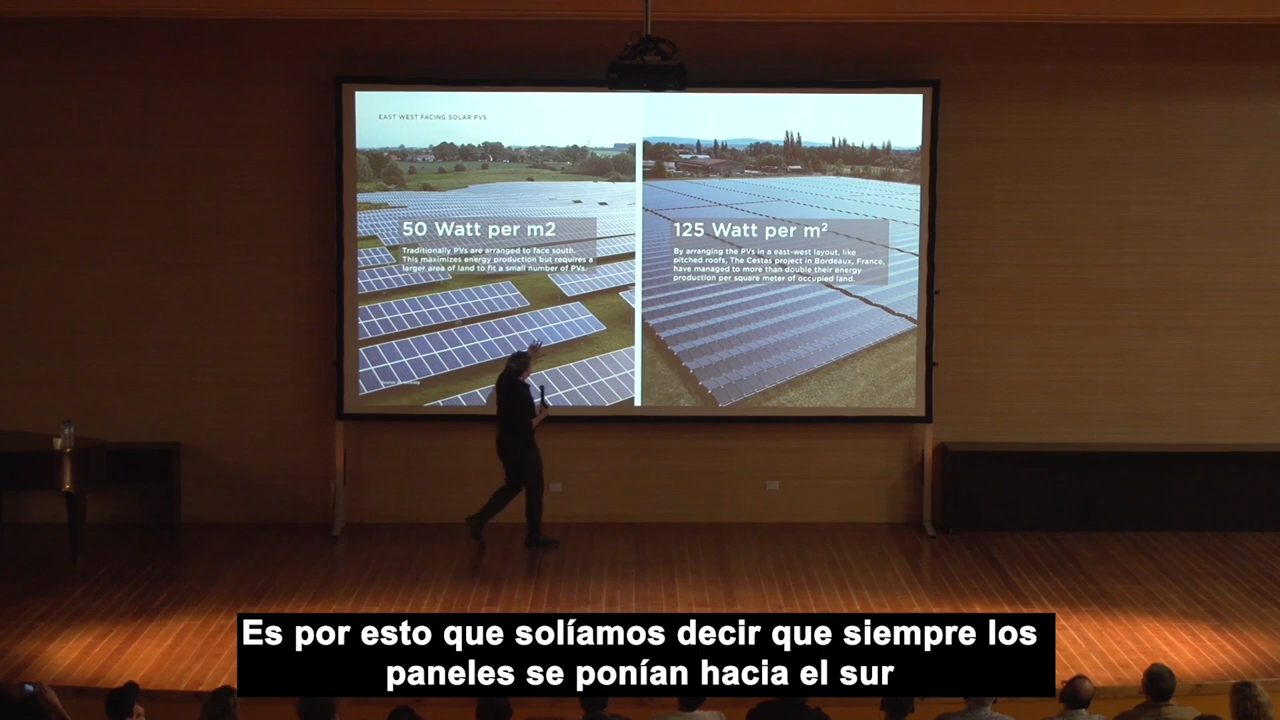 EAST WEST FACING SOLAR PVS
50 Watt per m2
Traditionally PVs are arranged to face south.
This maximizes energy production but requires a
larger area of land to fit a small number of PVs.
125 Watt per m²
By arranging the PVs in a east-west layout, like
pitched roofs, The Cestas project in Bordeaux, France,
have managed to more than double their energy
production per square meter of occupied land.
Es por esto que solíamos decir que siempre los
paneles se ponían hacia el sur